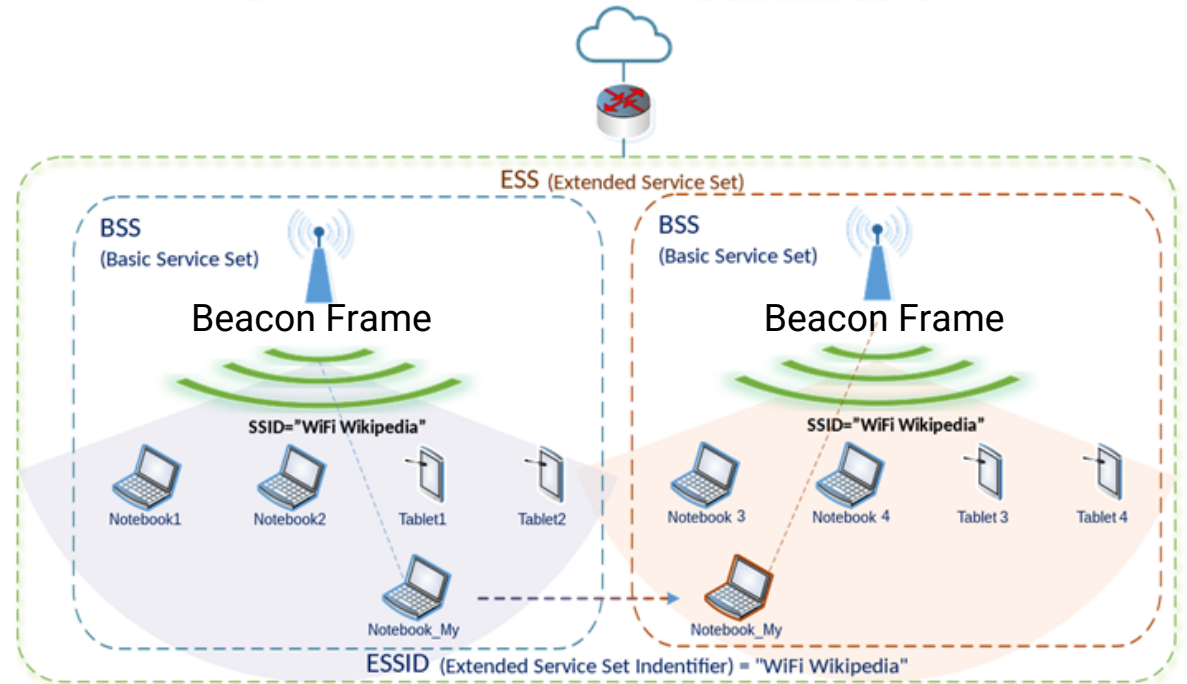 ESS (Extended Service Set)
BSS
(Basic Service Set)
Beacon Frame
SSID="WiFi Wikipedia"
Notebook1
Notebook2
Tablet1
Tablet2
Notebook_My
BSS
(Basic Service Set)
Beacon Frame
SSID="WiFi Wikipedia"
Notebook 3
Notebook 4
Tablet 3
Tablet 4
Notebook_My
ESSID (Extended Service Set Indentifier) = "WiFi Wikipedia"